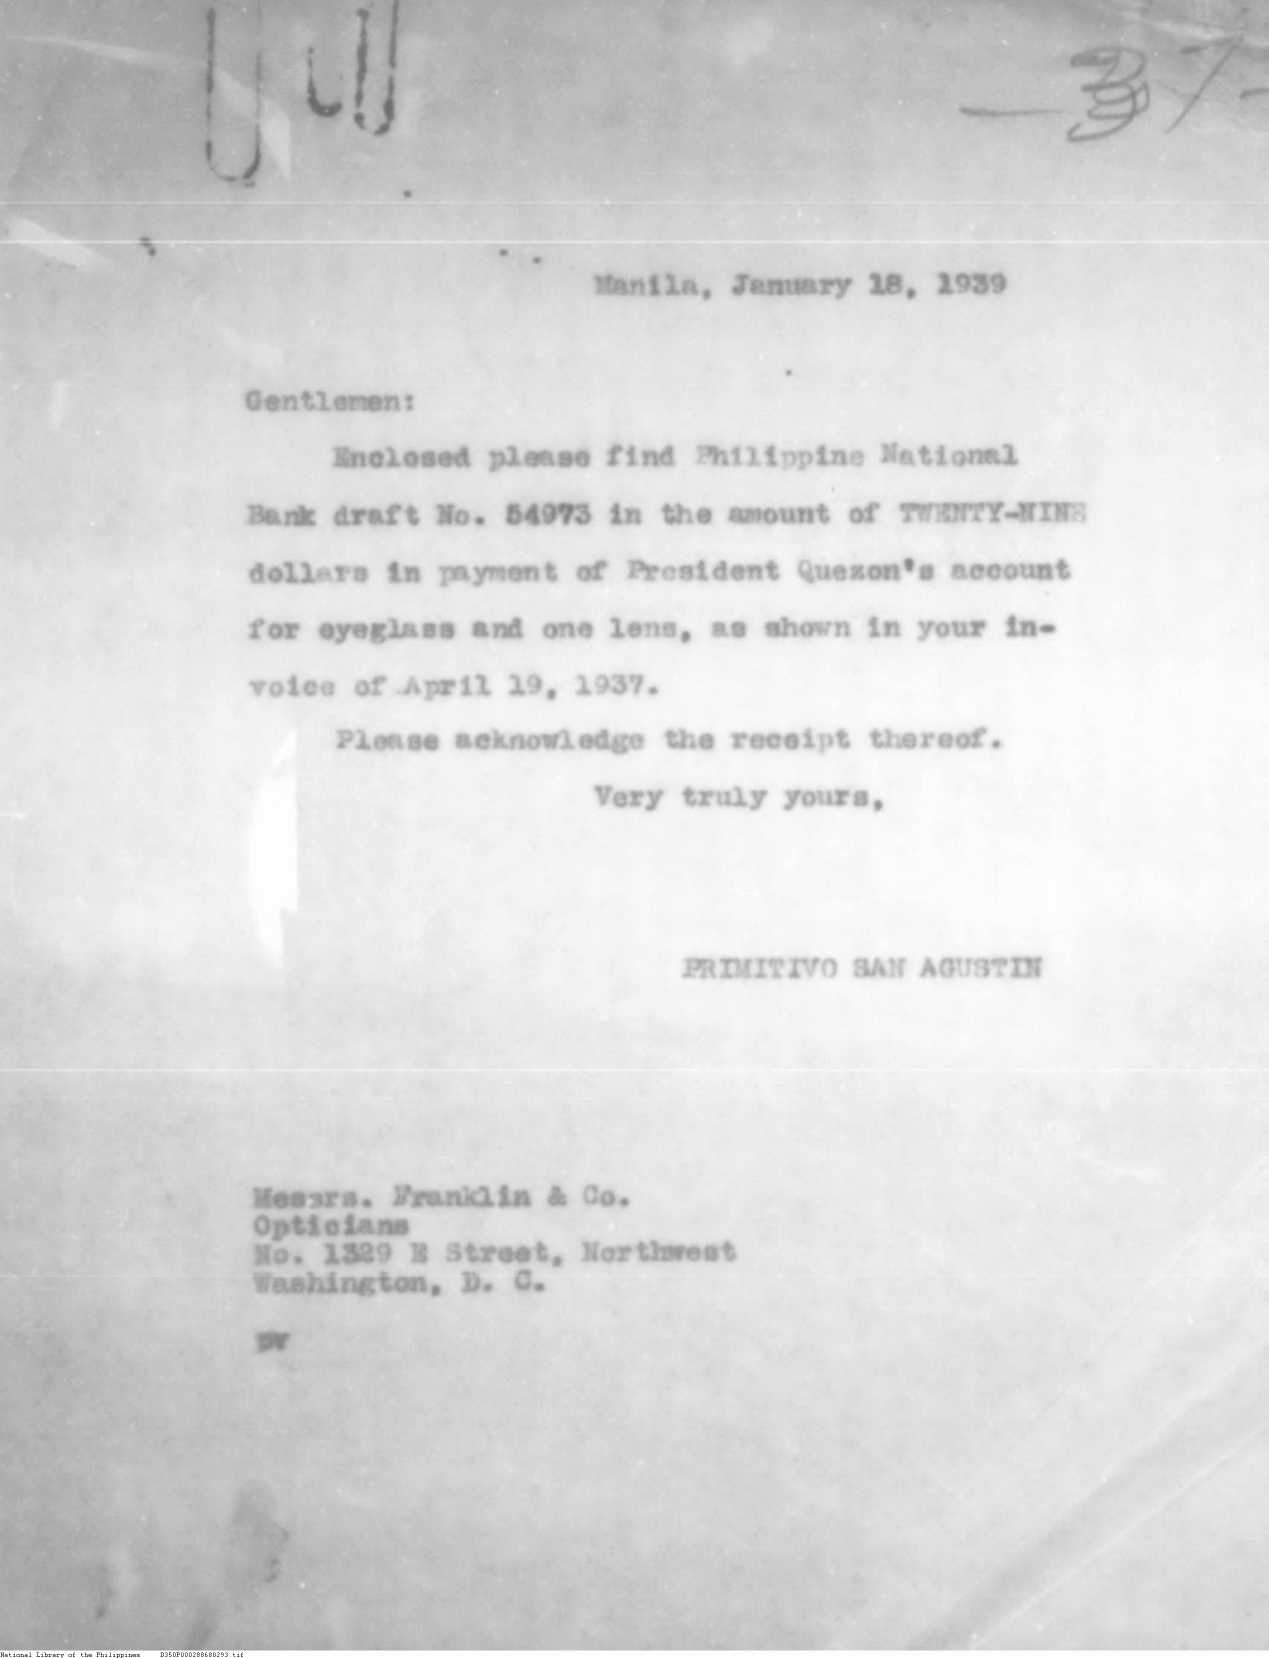 37-
Manila, January 18, 1939
Gentlemen:
Enclosed please find Philippine National
Bank draft No. 54973 in the amount of TWENTY-NINE
dollars in payment of President Quezon's account
for eyeglass and one lens, as shown in your in-
voice of April 19, 1937.
Please acknowledge the receipt thereof.
Very truly yours,
PRIMITIVO SAN AGUSTIN
Messrs. Franklin & Co.
Opticians
No. 1329 E Street, Northwest
Washington, D. C.
National Library of the Philippines